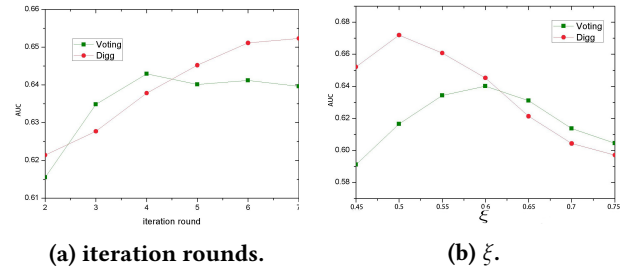 0.66
0.65
0.64
0.63
0.62
0.61
AUC
Voting
Digg
2 3 4 5 6 7
iteration round
(a) iteration rounds.
0.68
0.66
0.64
0.62
0.60
0.58
AUC
Voting
Digg
0.45 0.5 0.55 0.6 0.65 0.7 0.75
ξ
(b) ξ.